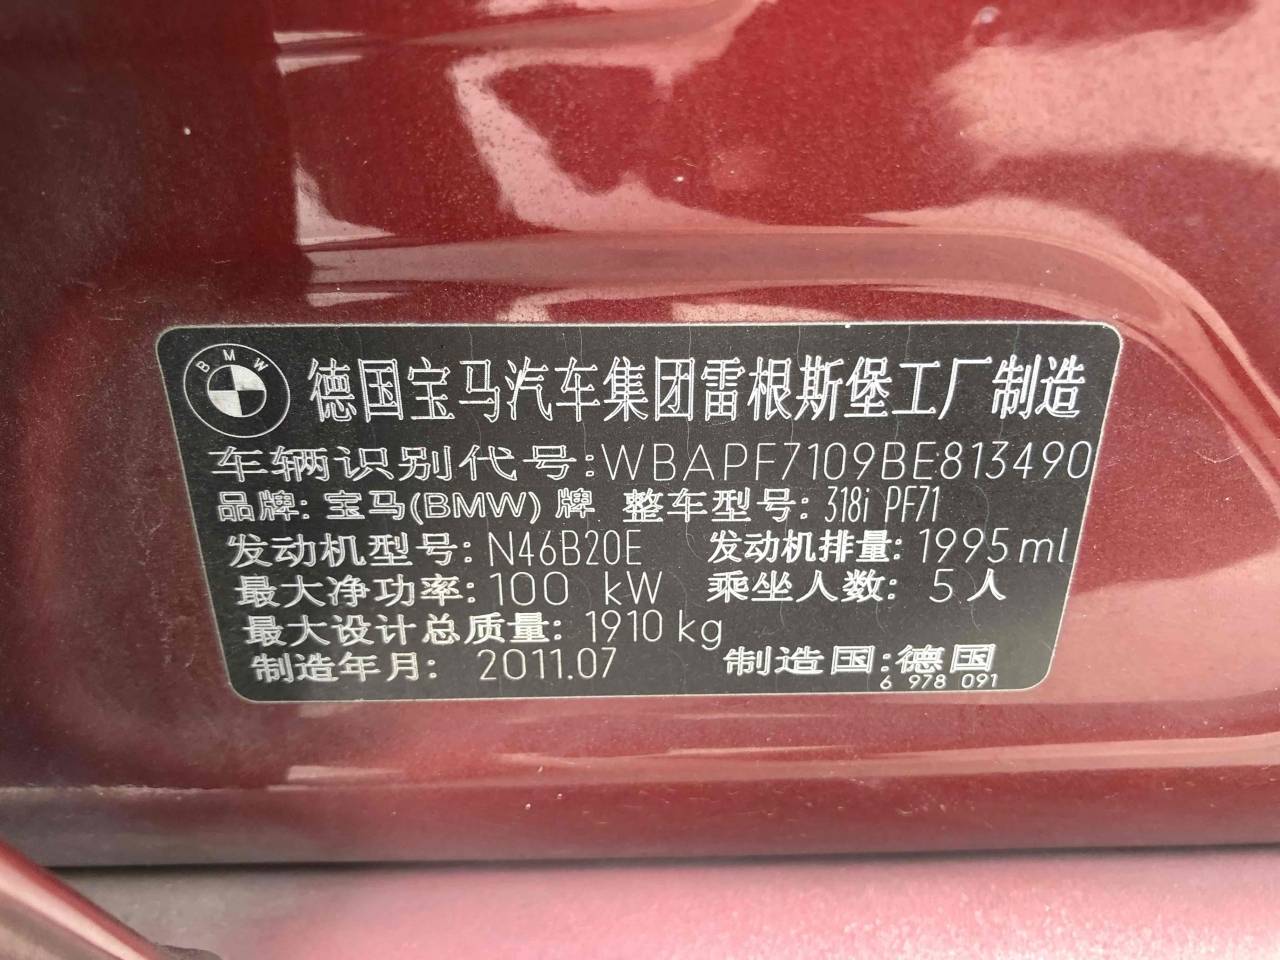 BMW
德国宝马汽车集团雷根斯堡工厂制造
车辆识别代号:WBAPF7109BE813490
品牌: 宝马(BMW) 牌 整车型号: 318i PF71
发动机型号: N46B20E 发动机排量: 1995 ml
最大净功率: 100 kW 乘坐人数: 5 人
最大设计总质量: 1910 kg
制造年月: 2011.07 制造国: 德国
6 978 091